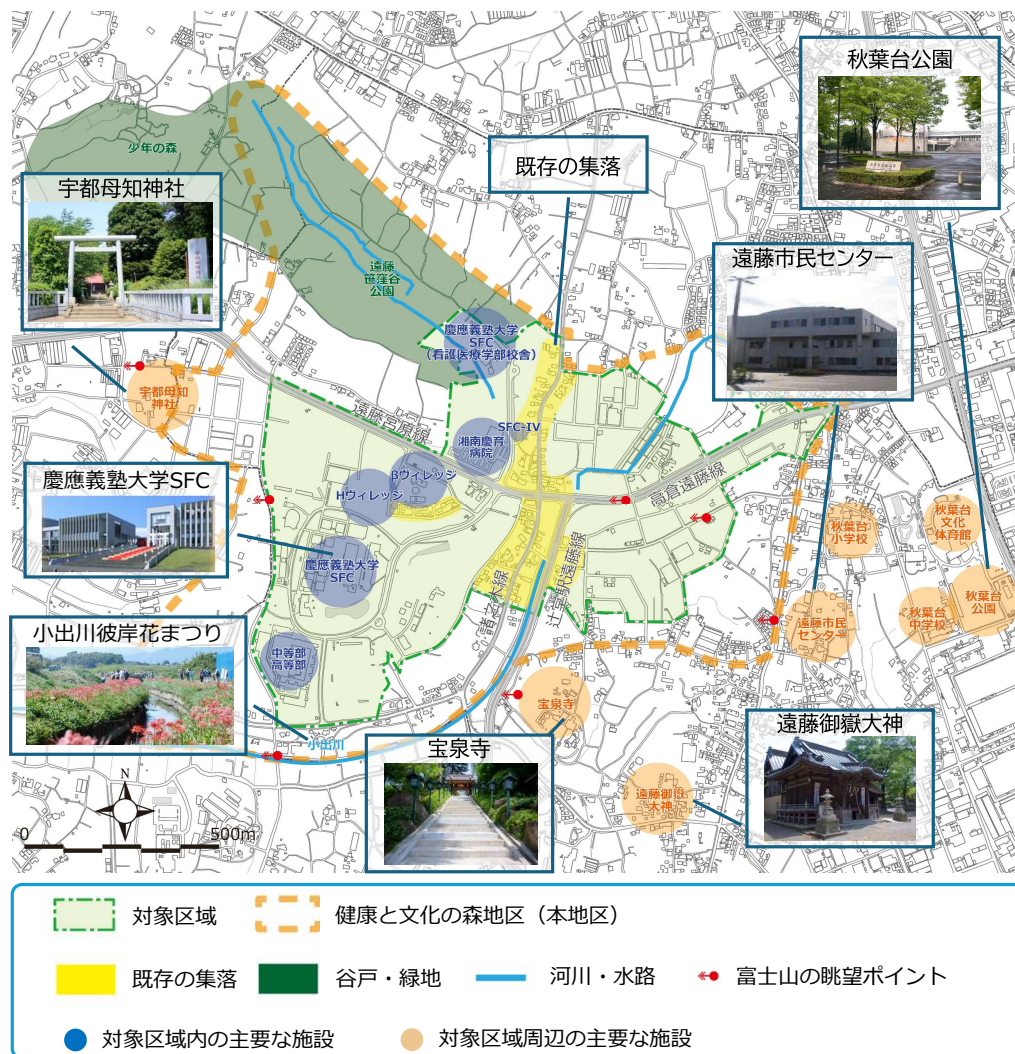 秋葉台公園
既存の集落
少年の森
宇都母知神社
遠藤市民センター
遠藤
笹窪谷
公園
慶應義塾大学
SFC
(看護医療学部校舎)
宇都母知
神社
遠藤宮原線
SFC-IV
湘南慶育
病院
βヴィレッジ
Hヴィレッジ
高倉遠藤線
慶應義塾大学SFC
秋葉台
小学校
秋葉台
文化
体育館
慶應義塾大学
SFC
諸之木線
辻堂駅遠藤線
秋葉台
中学校
秋葉台
公園
遠藤市民
センター
小出川彼岸花まつり
中等部
高等部
宝泉寺
小出川
宝泉寺
遠藤御嶽大神
遠藤御嶽
大神
N
0
500m
対象区域
健康と文化の森地区(本地区)
既存の集落
谷戸・緑地
河川・水路
富士山の眺望ポイント
対象区域内の主要な施設
対象区域周辺の主要な施設